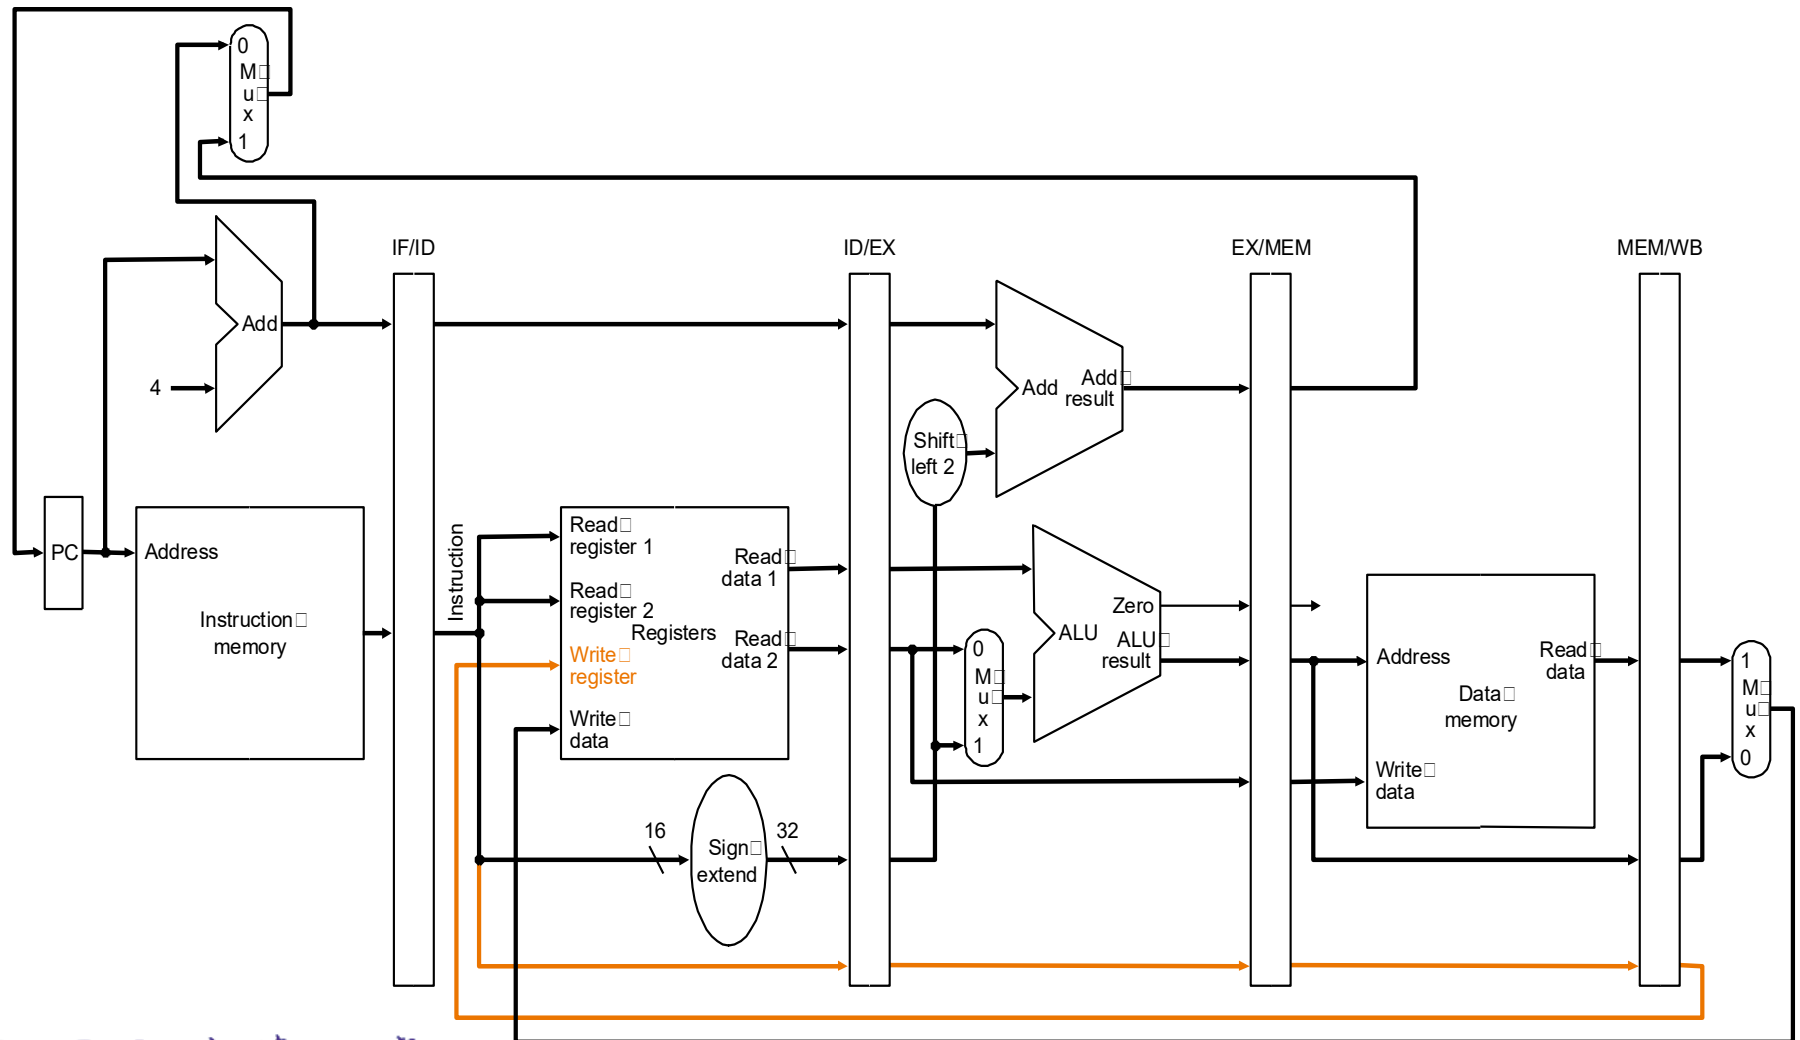 0
M
u
x
1
IF/ID
ID/EX
EX/MEM
MEM/WB
Add
4
Add
Add
result
Shift
left 2
PC
Address
Instruction
memory
Instruction
Read
register 1
Read
register 2
Write
register
Write
data
Registers
Read
data 1
Read
data 2
16
Sign
extend
32
0
M
u
x
1
Zero
ALU
ALU
result
Address
Read
data
Data
memory
Write
data
1
M
u
x
0